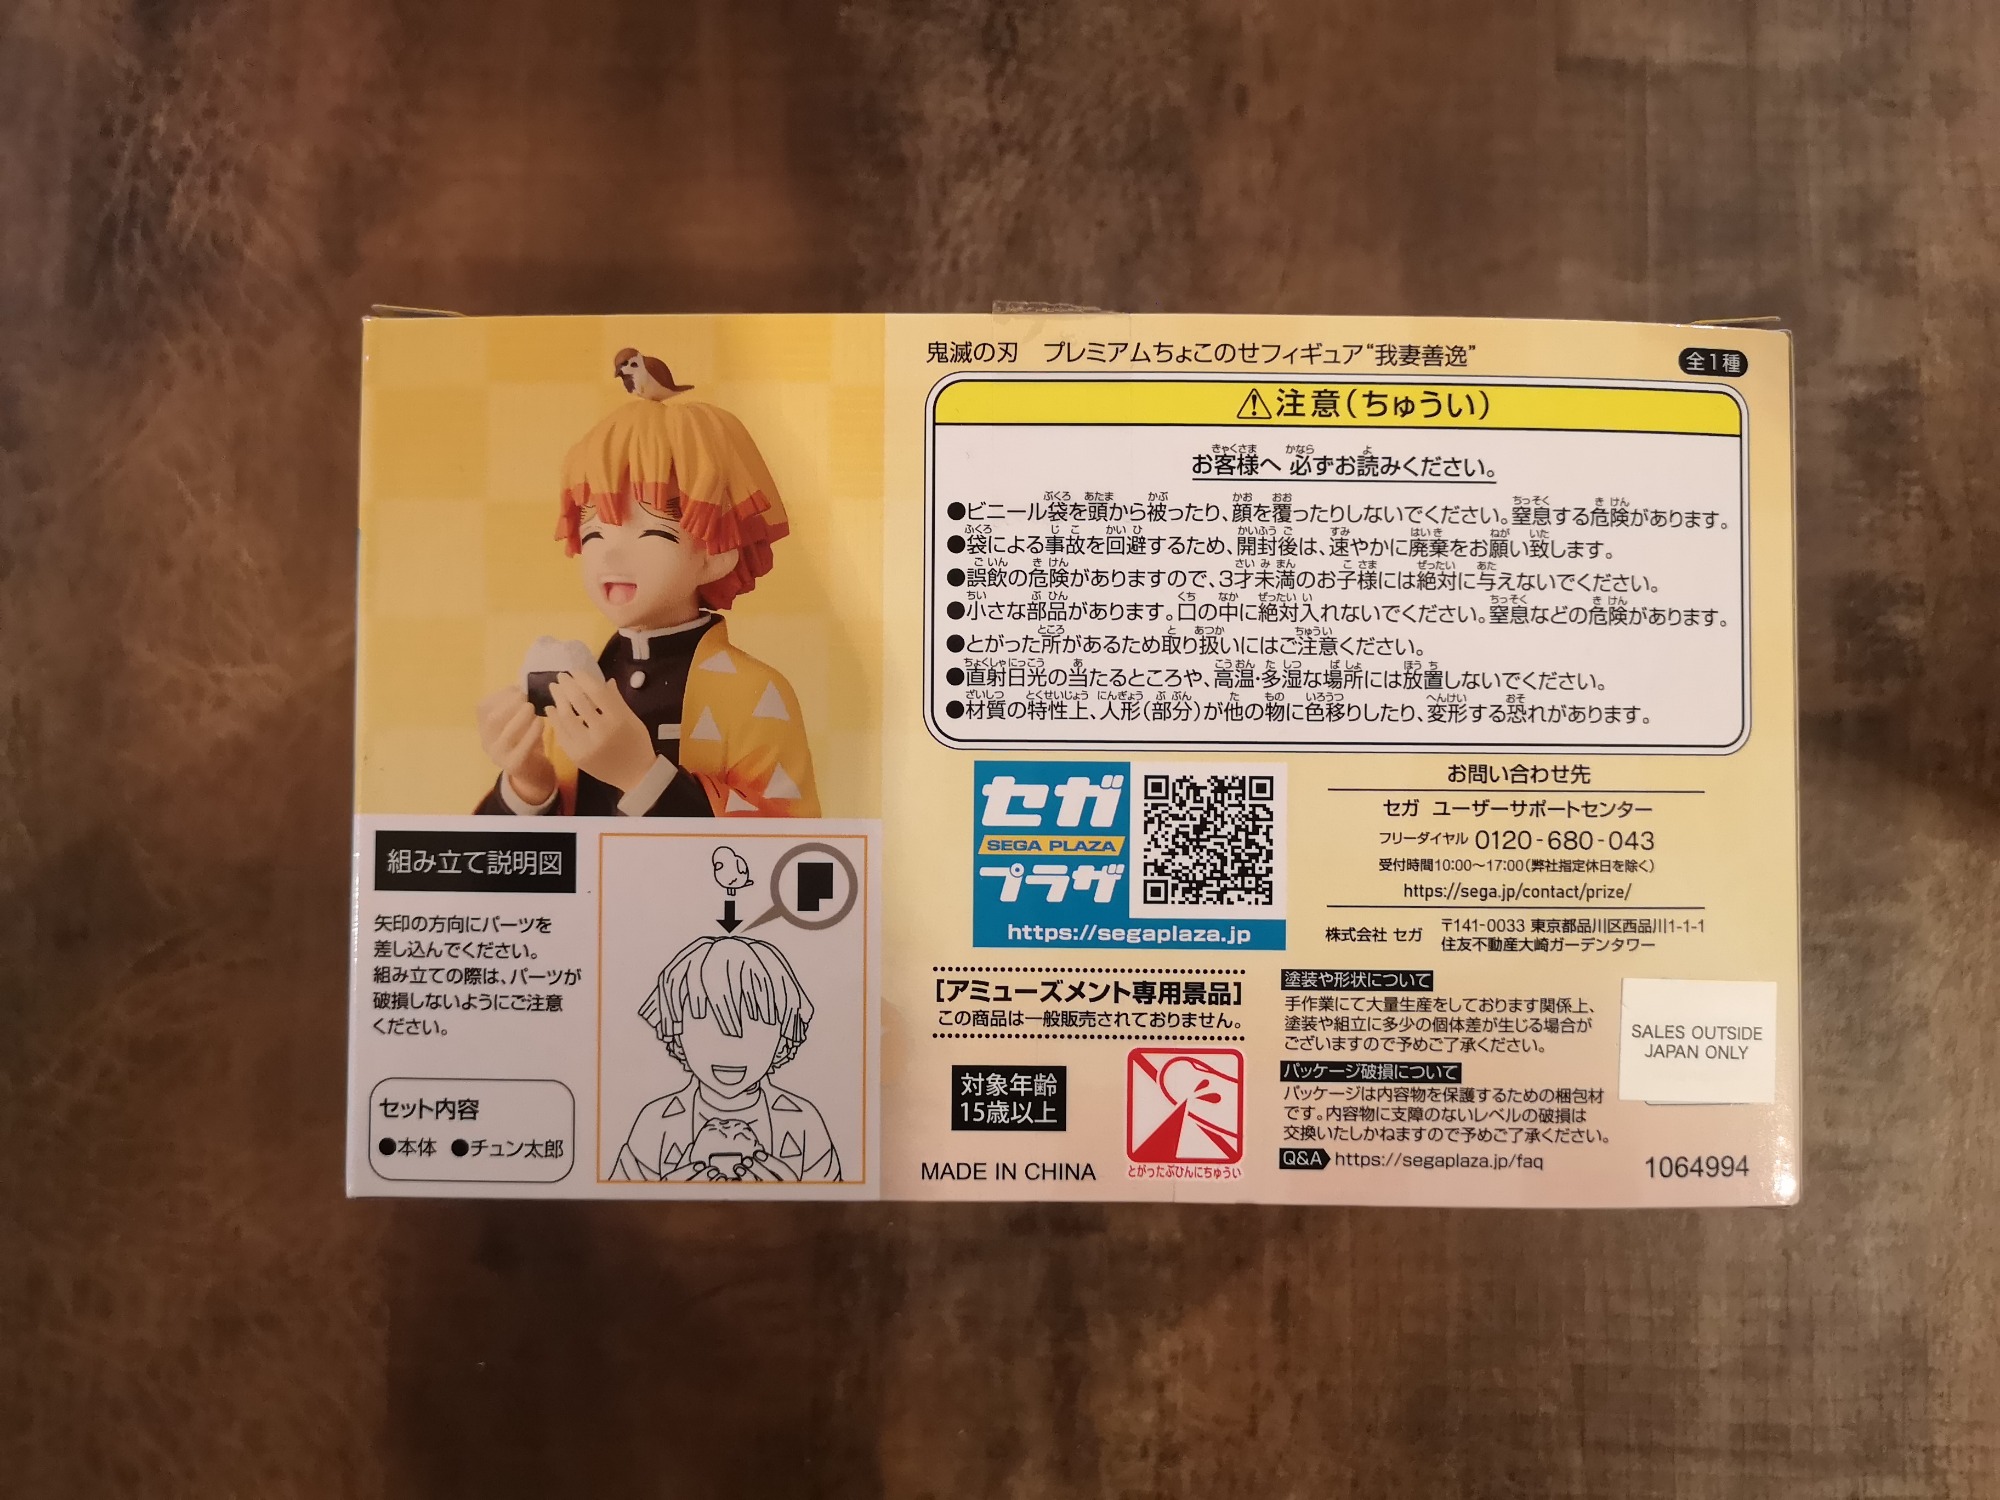 鬼滅の刃 プレミアムちょこのせフィギュア“我妻善逸”
全1種
⚠注意(ちゅうい)
お客様へ 必ずお読みください。
●ビニール袋を頭から被ったり、顔を覆ったりしないでください。窒息する危険があります。
●袋による事故を回避するため、開封後は、速やかに廃棄をお願い致します。
●誤飲の危険がありますので、3才未満のお子様には絶対に与えないでください。
●小さな部品があります。口の中に絶対入れないでください。窒息などの危険があります。
●とがった所があるため取り扱いにはご注意ください。
●直射日光の当たるところや、高温・多湿な場所には放置しないでください。
●材質の特性上、人形(部分)が他の物に色移りしたり、変形する恐れがあります。
組み立て説明図
矢印の方向にパーツを
差し込んでください。
組み立ての際は、パーツが
破損しないようにご注意
ください。
セット内容
●本体 ●チュン太郎
セガ
SEGA PLAZA
プラザ
https://segaplaza.jp
お問い合わせ先
セガ ユーザーサポートセンター
フリーダイヤル 0120-680-043
受付時間10:00～17:00(弊社指定休日を除く)
https://sega.jp/contact/prize/
株式会社 セガ 〒141-0033 東京都品川区西品川1-1-1
住友不動産大崎ガーデンタワー
[アミューズメント専用景品]
この商品は一般販売されておりません。
対象年齢
15歳以上
とがったぶひんにちゅうい
MADE IN CHINA
塗装や形状について
手作業にて大量生産をしております関係上、
塗装や組立に多少の個体差が生じる場合が
ございますので予めご了承ください。
パッケージ破損について
パッケージは内容物を保護するための梱包材
です。内容物に支障のないレベルの破損は
交換いたしかねますので予めご了承ください。
Q&A https://segaplaza.jp/faq
SALES OUTSIDE
JAPAN ONLY
1064994